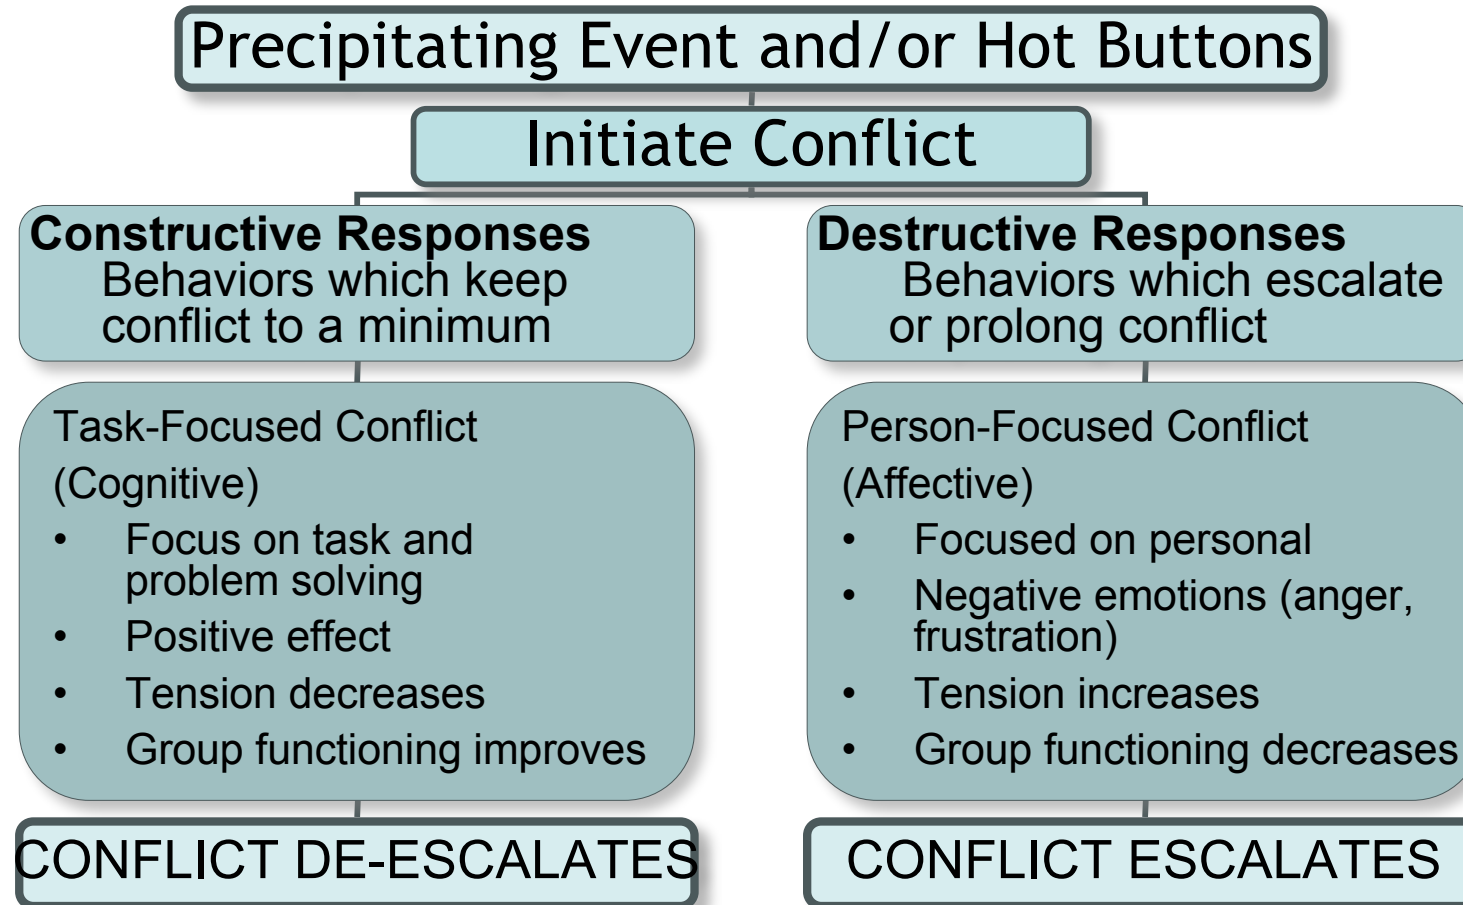 Precipitating Event and/or Hot Buttons
Initiate Conflict
Constructive Responses
Behaviors which keep
conflict to a minimum
Task-Focused Conflict
(Cognitive)
• Focus on task and
problem solving
• Positive effect
• Tension decreases
• Group functioning improves
CONFLICT DE-ESCALATES
Destructive Responses
Behaviors which escalate
or prolong conflict
Person-Focused Conflict
(Affective)
• Focused on personal
• Negative emotions (anger,
frustration)
• Tension increases
• Group functioning decreases
CONFLICT ESCALATES